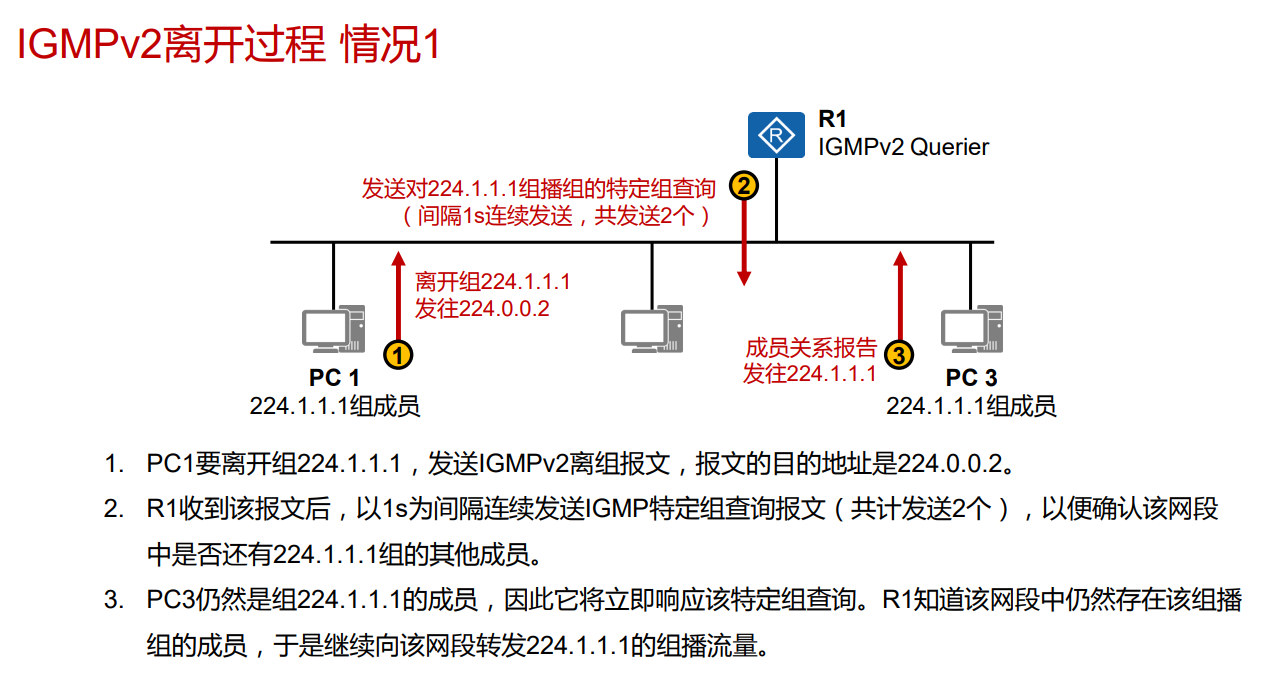 IGMPv2离开过程 情况1
R1
IGMPv2 Querier
R
发送对224.1.1.1组播组的特定组查询
（间隔1s连续发送，共发送2个）
2
离开组224.1.1.1
发往224.0.0.2
1
成员关系报告
发往224.1.1.1
3
PC 1
224.1.1.1组成员
PC 3
224.1.1.1组成员
1. PC1要离开组224.1.1.1，发送IGMPv2离组报文，报文的目的地址是224.0.0.2。
2. R1收到该报文后，以1s为间隔连续发送IGMP特定组查询报文（共计发送2个），以便确认该网段
中是否还有224.1.1.1组的其他成员。
3. PC3仍然是组224.1.1.1的成员，因此它将立即响应该特定组查询。R1知道该网段中仍然存在该组播
组的成员，于是继续向该网段转发224.1.1.1的组播流量。